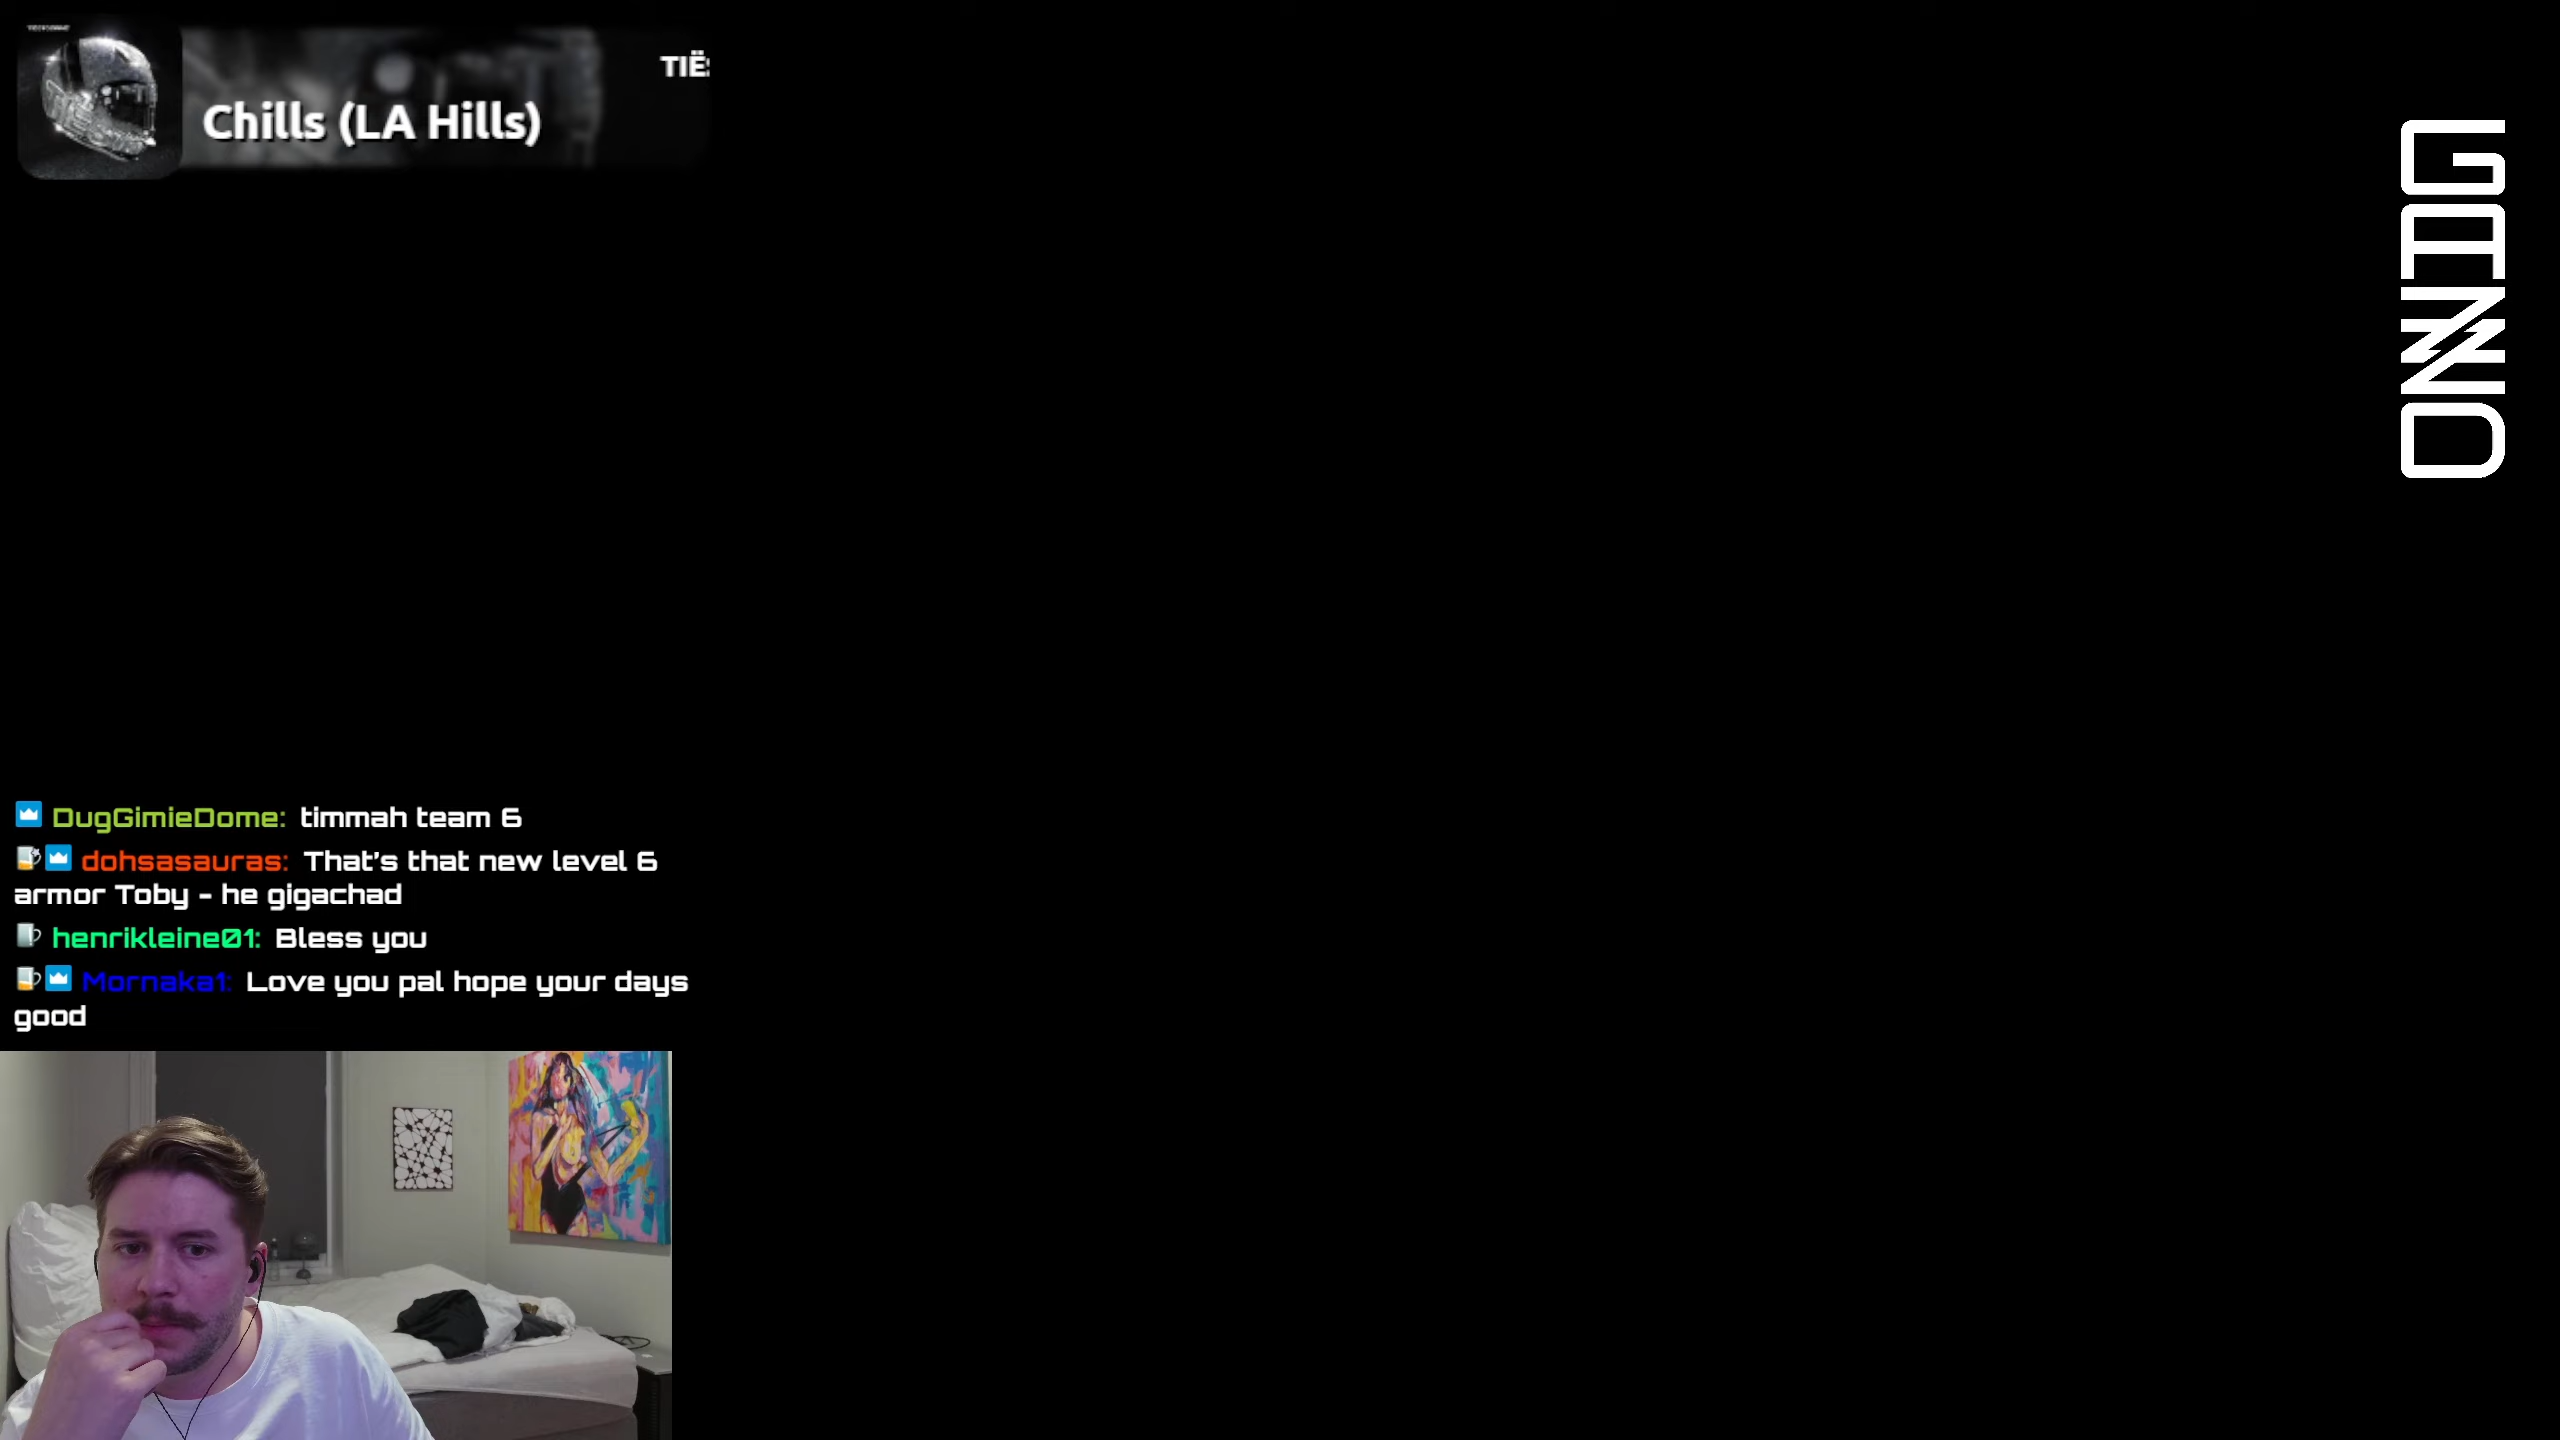 TIË
Chills (LA Hills)
GAZZO
DugGimieDome: timmah team 6
dohsasauras: That's that new level 6
armor Toby - he gigachad
henrikleine01: Bless you
Mornaka1: Love you pal hope your days
good